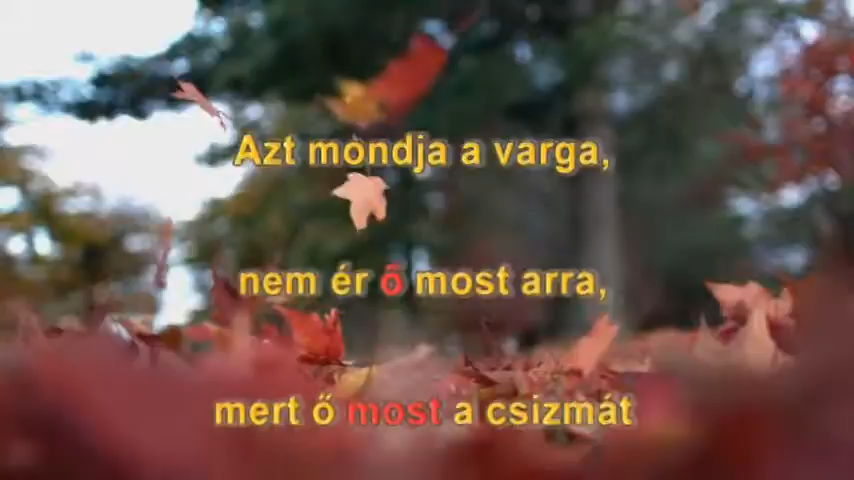 Azt mondja a varga,
nem ér ő most arra,
mert ő most a csizmát